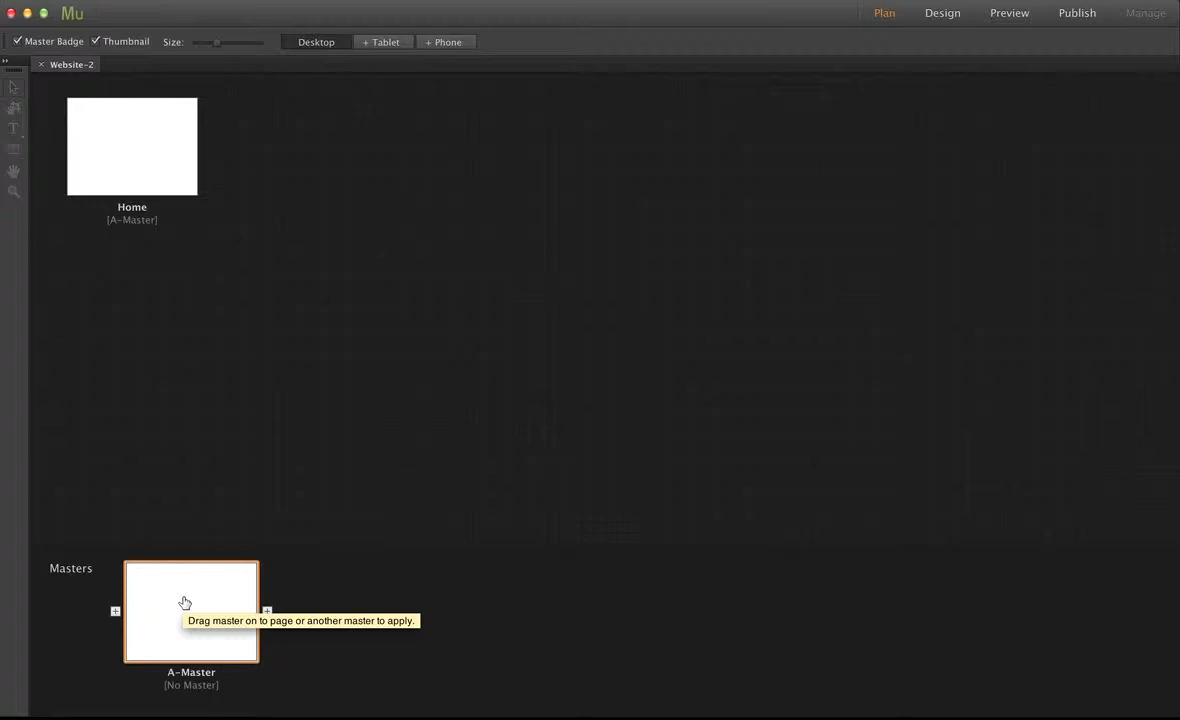 Mu Plan Design Preview Publish Manage
Master Badge Thumbnail Size: Desktop + Tablet + Phone
× Website-2
T
Home
[A-Master]
Masters
Drag master on to page or another master to apply.
A-Master
[No Master]